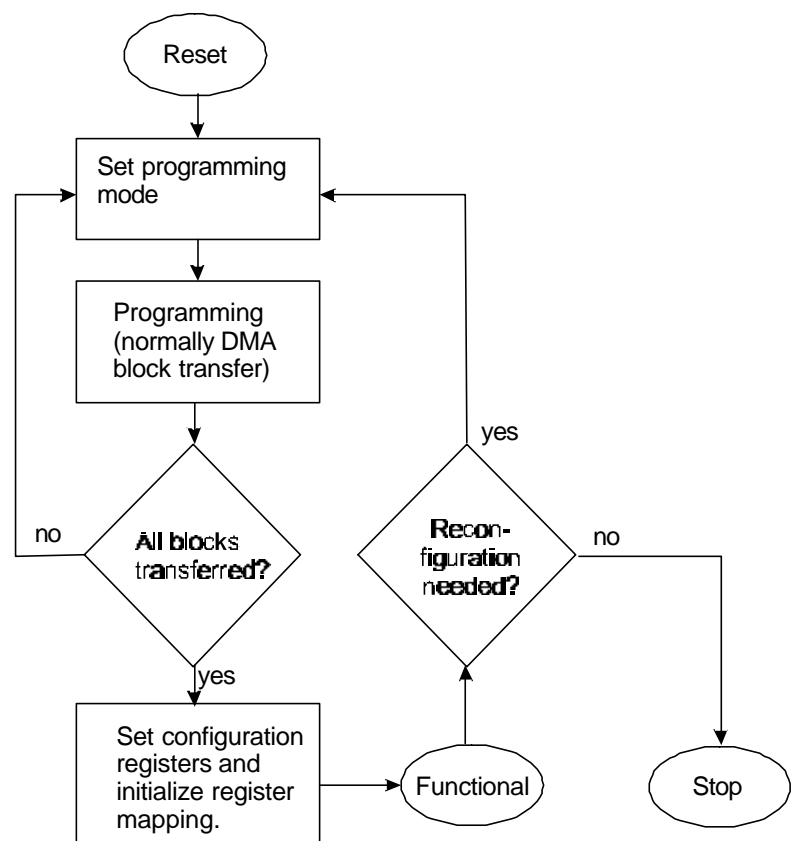 Reset
Set programming
mode
Programming
(normally DMA
block transfer)
yes
no
All blocks
transferred?
Recon-
figuration
needed?
no
yes
Set configuration
registers and
initialize register
mapping.
Functional
Stop